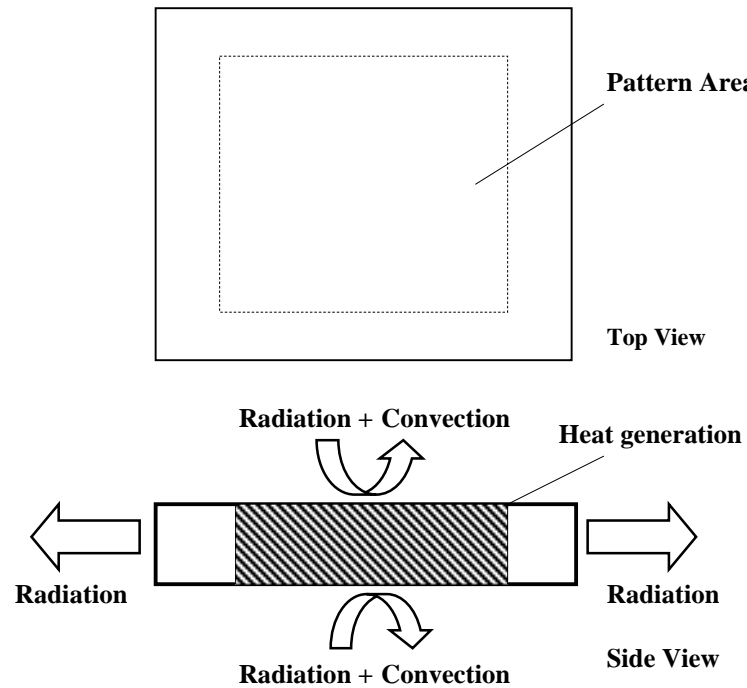 Pattern Area
Top View
Radiation + Convection
Heat generation
Radiation
Radiation
Side View
Radiation + Convection